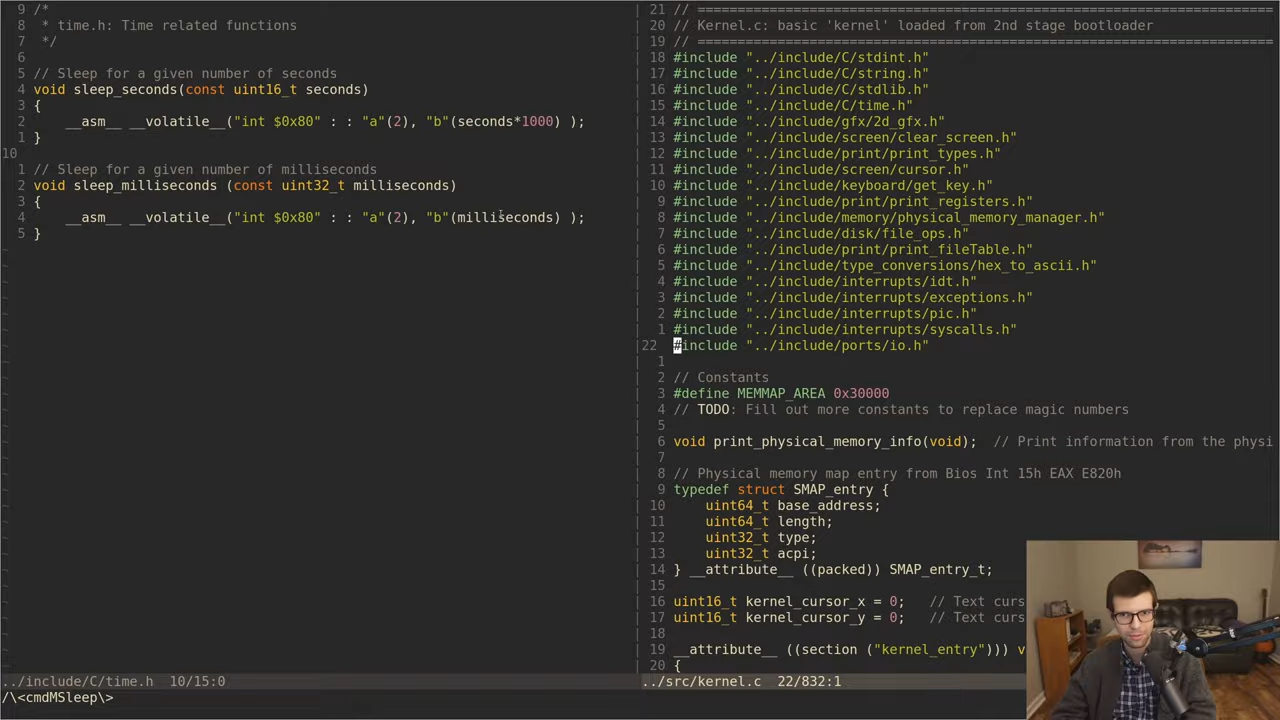 9 /*
8  * time.h: Time related functions
7  */
6
5 // Sleep for a given number of seconds
4 void sleep_seconds(const uint16_t seconds)
3 {
2     __asm__ __volatile__("int $0x80" : : "a"(2), "b"(seconds*1000) );
1 }
10
1 // Sleep for a given number of milliseconds
2 void sleep_milliseconds (const uint32_t milliseconds)
3 {
4     __asm__ __volatile__("int $0x80" : : "a"(2), "b"(milliseconds) );
5 }
../include/C/time.h  10/15:0
/\<cmdMSleep\>
21 // ========================================================================
20 // Kernel.c: basic 'kernel' loaded from 2nd stage bootloader
19 // ========================================================================
18 #include "../include/C/stdint.h"
17 #include "../include/C/string.h"
16 #include "../include/C/stdlib.h"
15 #include "../include/C/time.h"
14 #include "../include/gfx/2d_gfx.h"
13 #include "../include/screen/clear_screen.h"
12 #include "../include/print/print_types.h"
11 #include "../include/screen/cursor.h"
10 #include "../include/keyboard/get_key.h"
9 #include "../include/print/print_registers.h"
8 #include "../include/memory/physical_memory_manager.h"
7 #include "../include/disk/file_ops.h"
6 #include "../include/print/print_fileTable.h"
5 #include "../include/type_conversions/hex_to_ascii.h"
4 #include "../include/interrupts/idt.h"
3 #include "../include/interrupts/exceptions.h"
2 #include "../include/interrupts/pic.h"
1 #include "../include/interrupts/syscalls.h"
22 #include "../include/ports/io.h"
1
2 // Constants
3 #define MEMMAP_AREA 0x30000
4 // TODO: Fill out more constants to replace magic numbers
5
6 void print_physical_memory_info(void);  // Print information from the physi
7
8 // Physical memory map entry from Bios Int 15h EAX E820h
9 typedef struct SMAP_entry {
10     uint64_t base_address;
11     uint64_t length;
12     uint32_t type;
13     uint32_t acpi;
14 } __attribute__ ((packed)) SMAP_entry_t;
15
16 uint16_t kernel_cursor_x = 0;   // Text curs
17 uint16_t kernel_cursor_y = 0;   // Text curs
18
19 __attribute__ ((section ("kernel_entry"))) v
20 {
../src/kernel.c  22/832:1